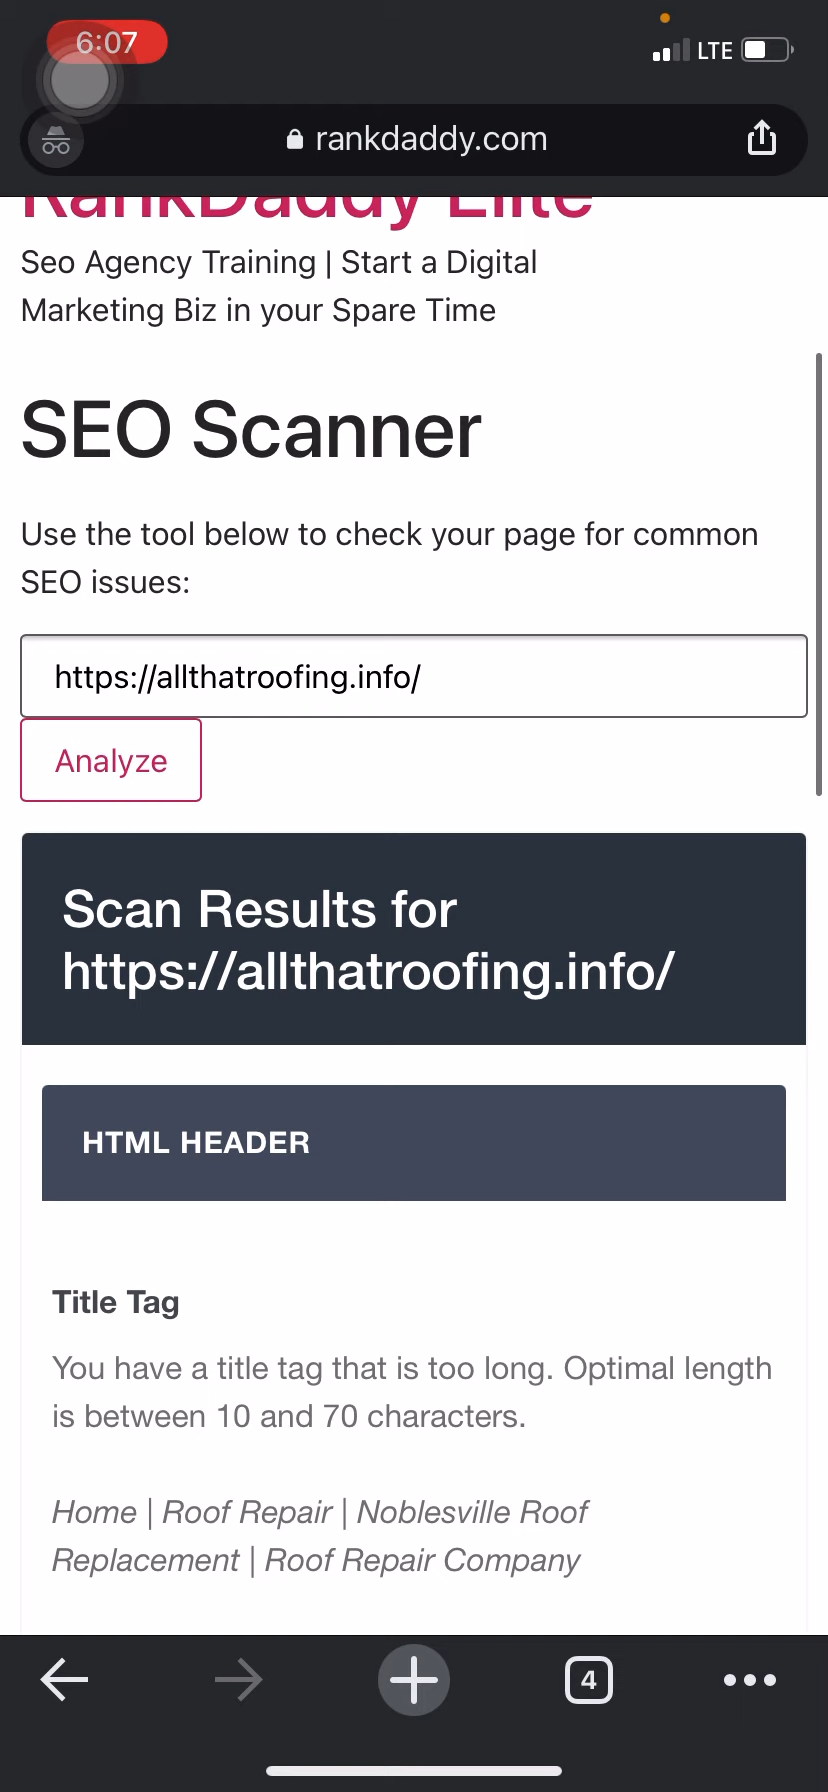 6:07
LTE
rankdaddy.com
RankDaddy Elite
Seo Agency Training | Start a Digital
Marketing Biz in your Spare Time
SEO Scanner
Use the tool below to check your page for common
SEO issues:
https://allthatroofing.info/
Analyze
Scan Results for
https://allthatroofing.info/
HTML HEADER
Title Tag
You have a title tag that is too long. Optimal length
is between 10 and 70 characters.
Home | Roof Repair | Noblesville Roof
Replacement | Roof Repair Company
4